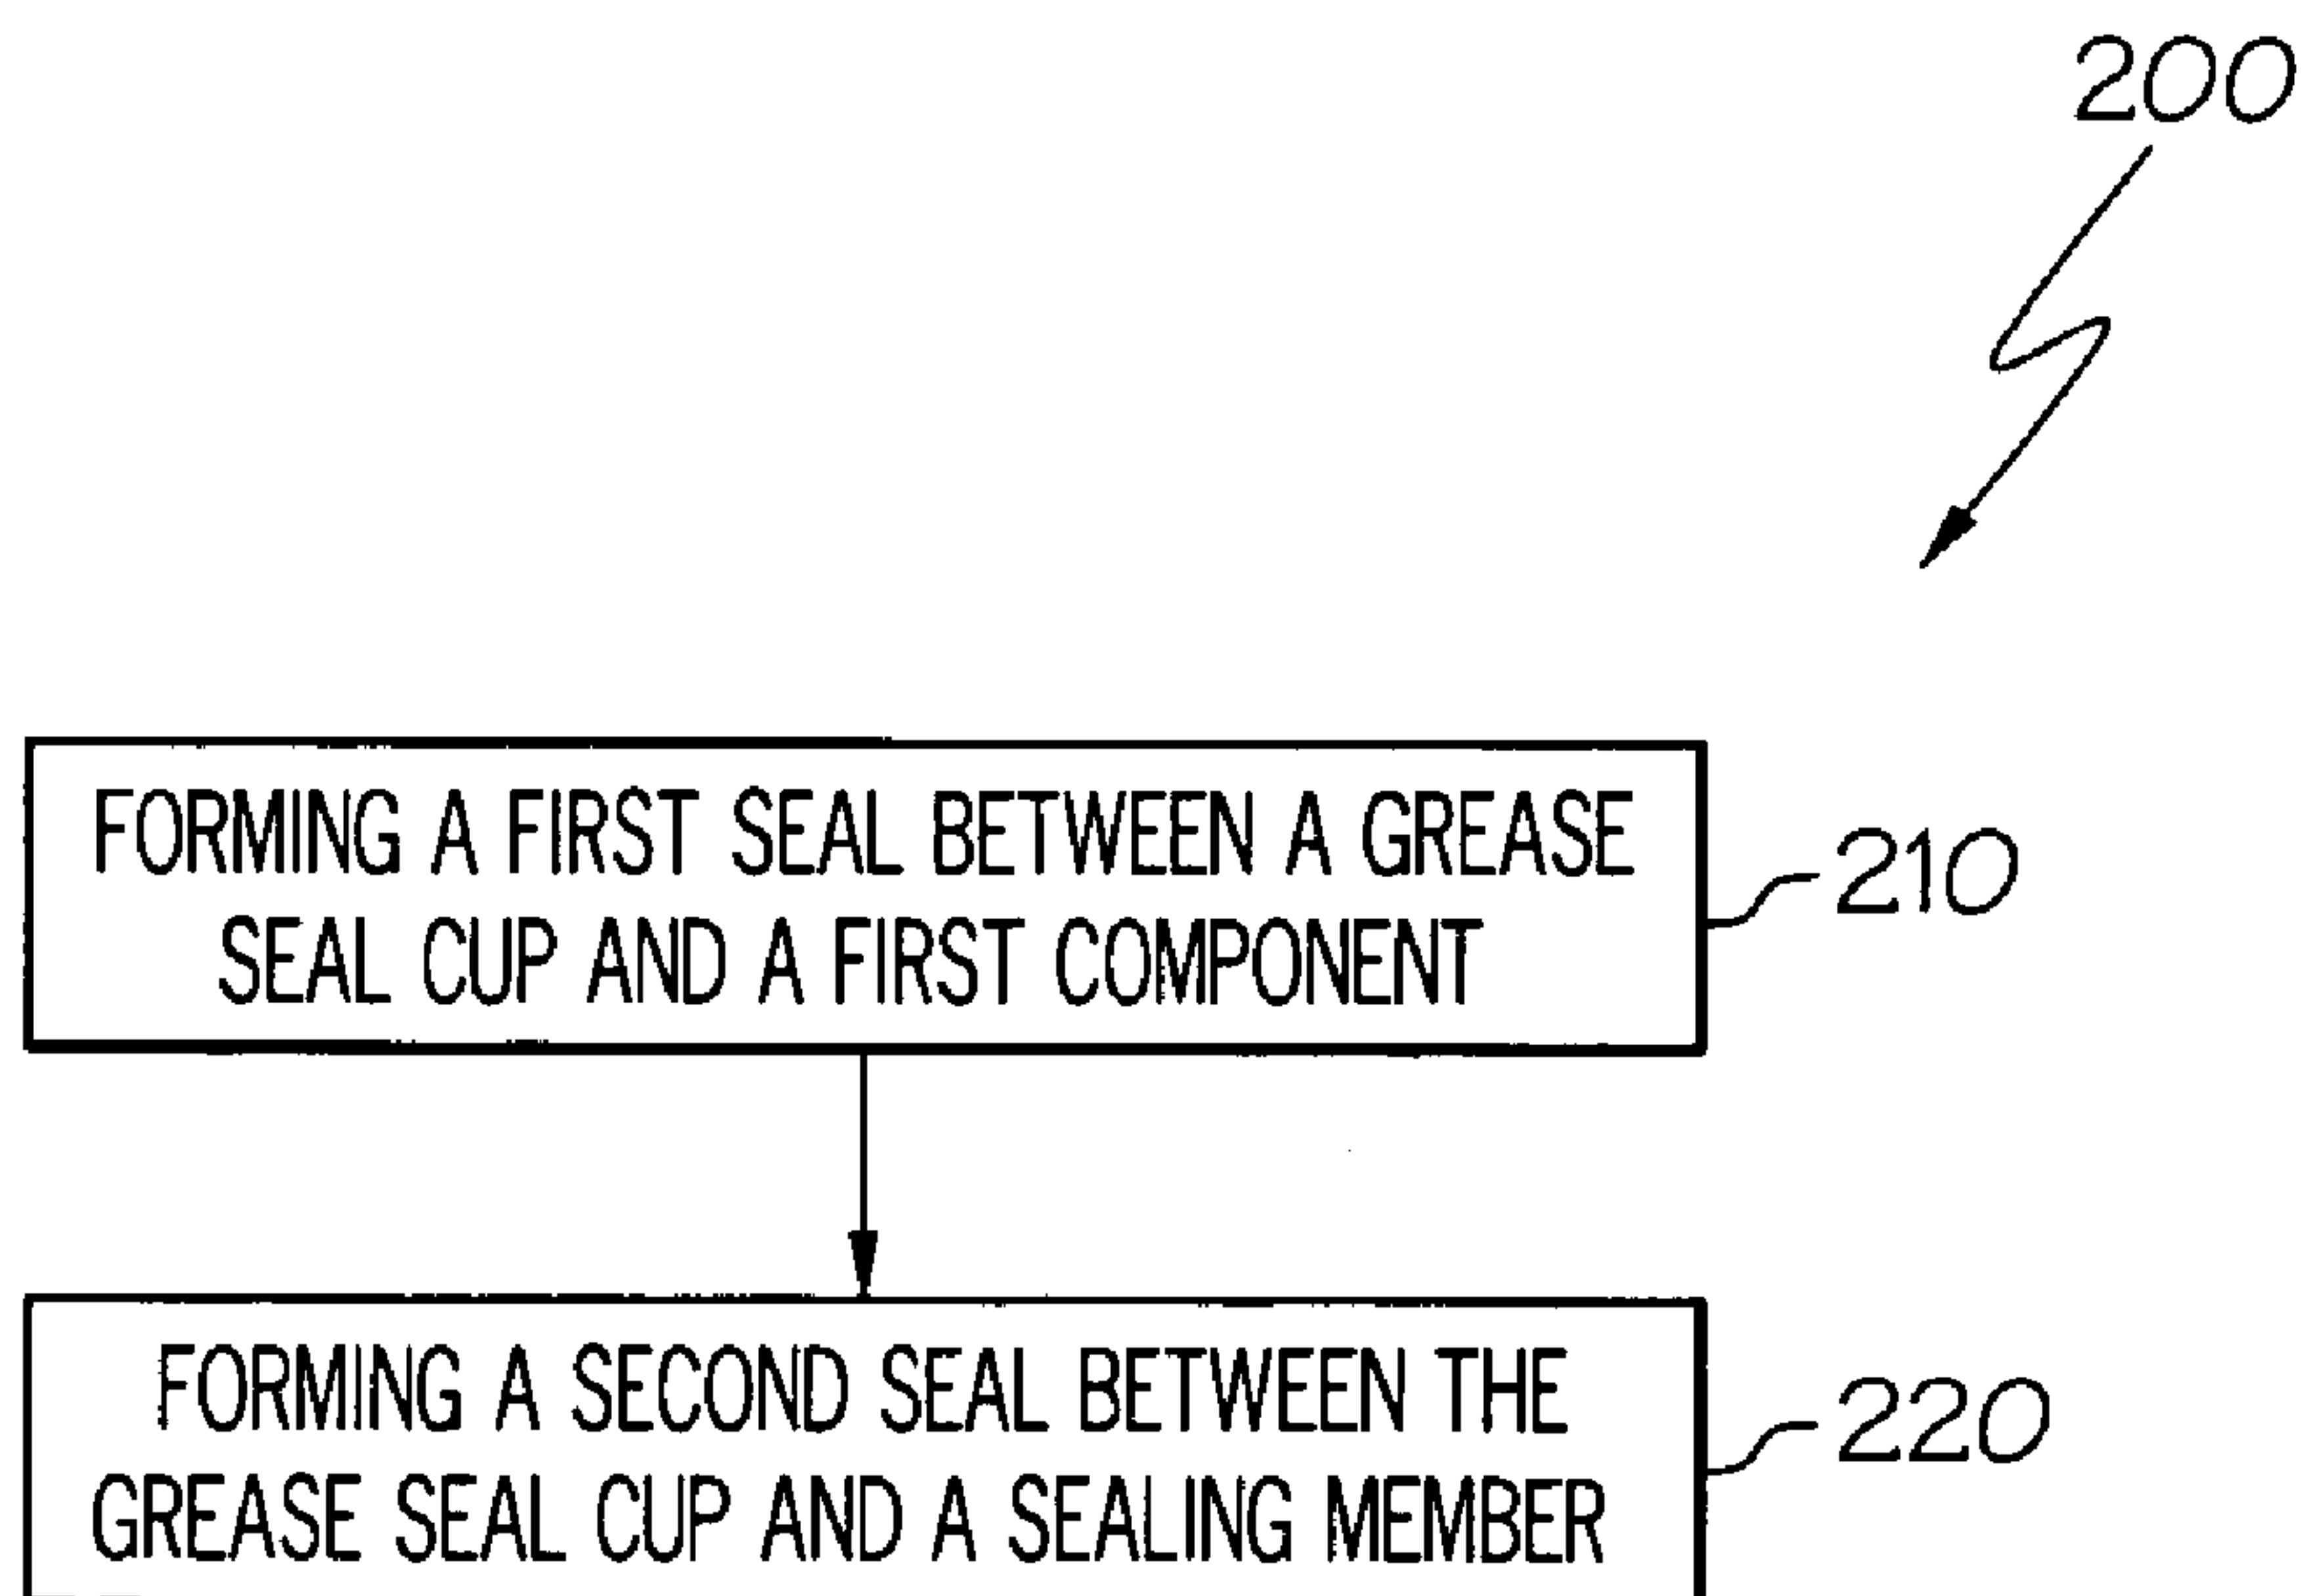 200
FORMING A FIRST SEAL BETWEEN A GREASE
SEAL CUP AND A FIRST COMPONENT
210
FORMING A SECOND SEAL BETWEEN THE
GREASE SEAL CUP AND A SEALING MEMBER
220